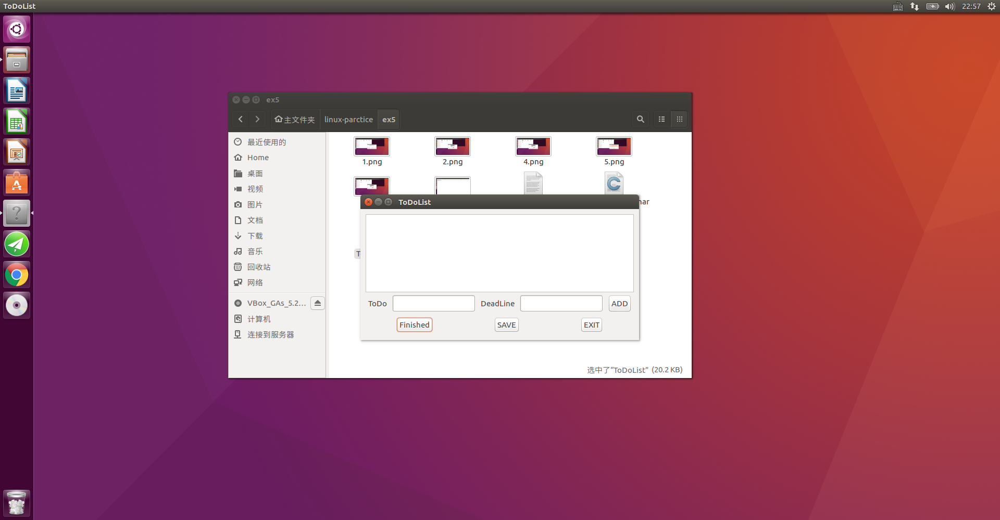 ToDoList
22:57
ex5
主文件夹 linux-parctice ex5
最近使用的
Home
桌面
视频
图片
文档
下载
音乐
回收站
网络
VBox_GAs_5.2...
计算机
连接到服务器
1.png 2.png 4.png 5.png
ToDoList
ToDo DeadLine ADD
Finished SAVE EXIT
选中了“ToDoList” (20.2 KB)